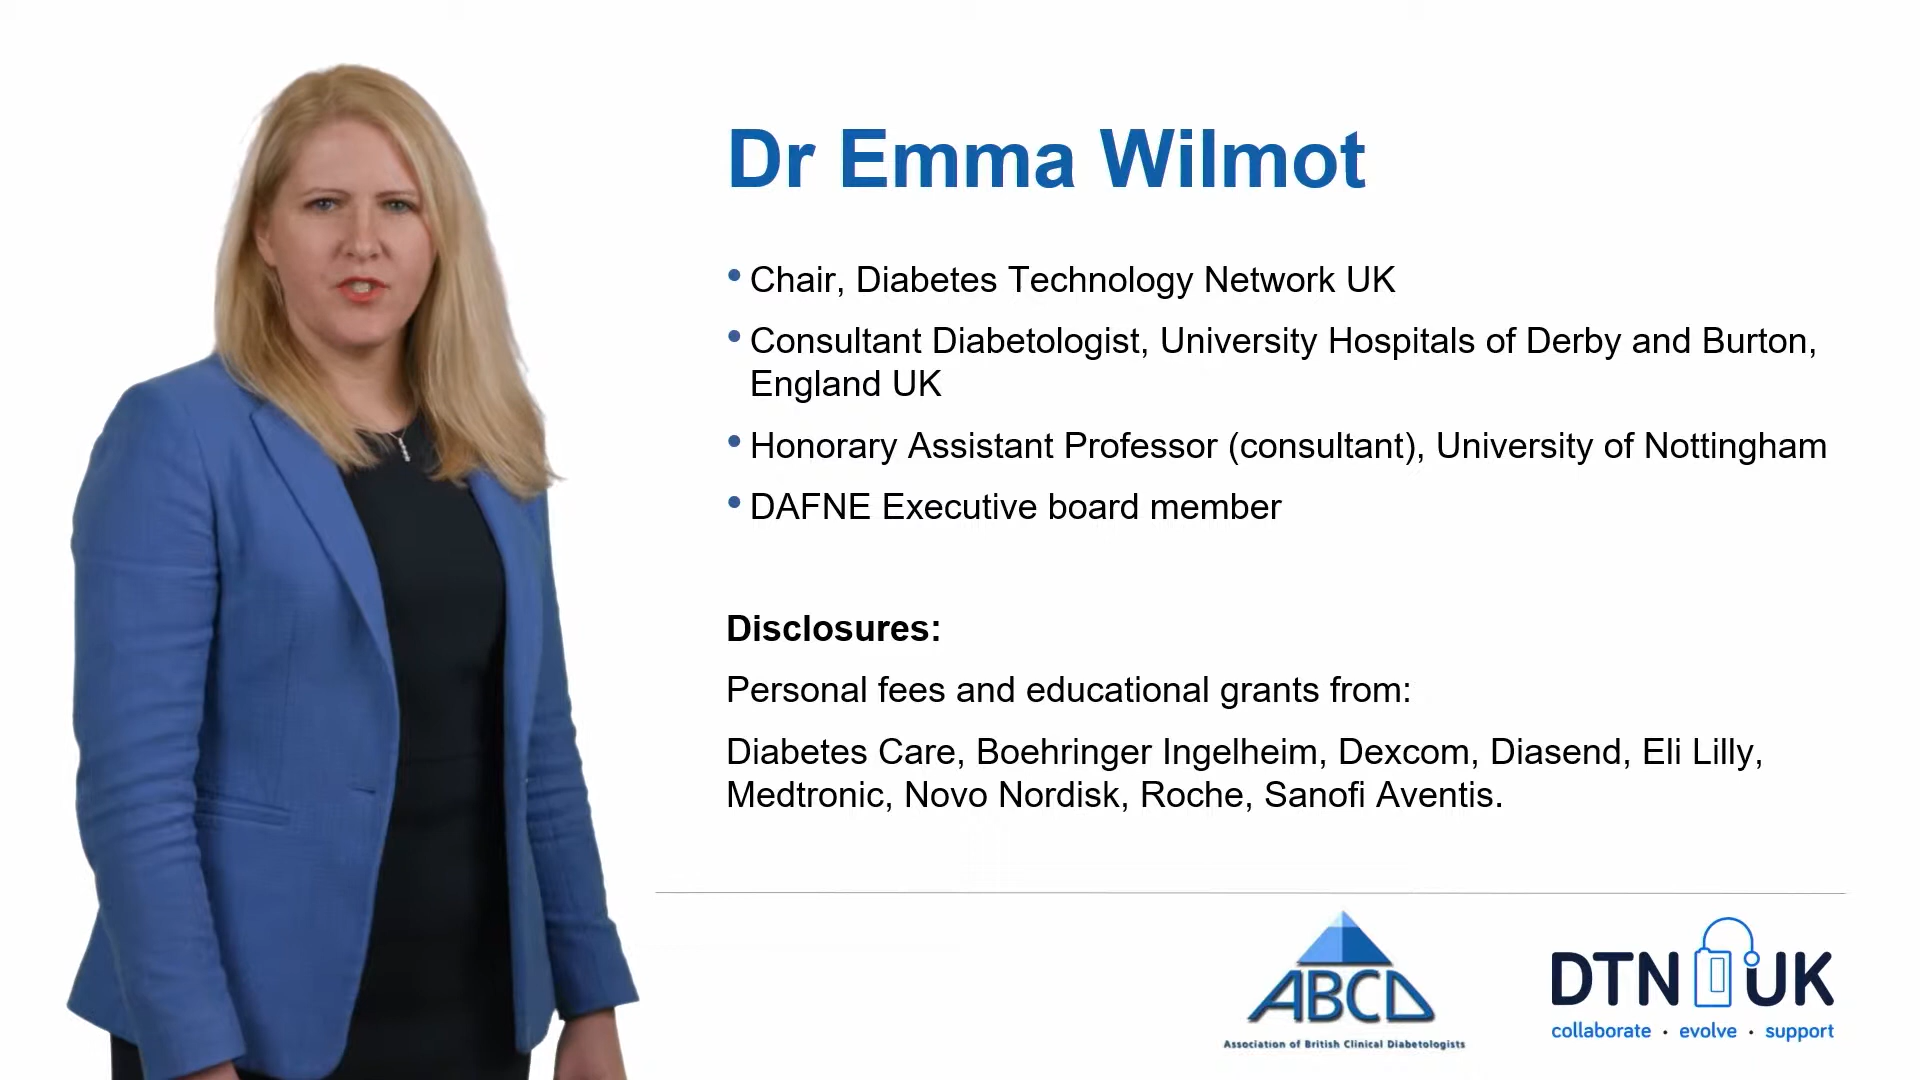 Dr Emma Wilmot
• Chair, Diabetes Technology Network UK
• Consultant Diabetologist, University Hospitals of Derby and Burton,
England UK
• Honorary Assistant Professor (consultant), University of Nottingham
• DAFNE Executive board member
Disclosures:
Personal fees and educational grants from:
Diabetes Care, Boehringer Ingelheim, Dexcom, Diasend, Eli Lilly,
Medtronic, Novo Nordisk, Roche, Sanofi Aventis.
ABCD
Association of British Clinical Diabetologists
DTN UK
collaborate • evolve • support